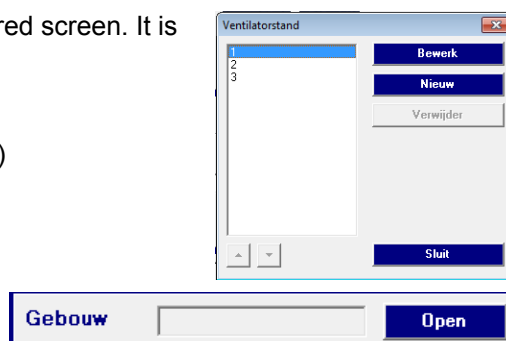 red screen. It is
)
Ventilatorstand
1
2
3
Bewerk
Nieuw
Verwijder
Sluit
Gebouw
Open